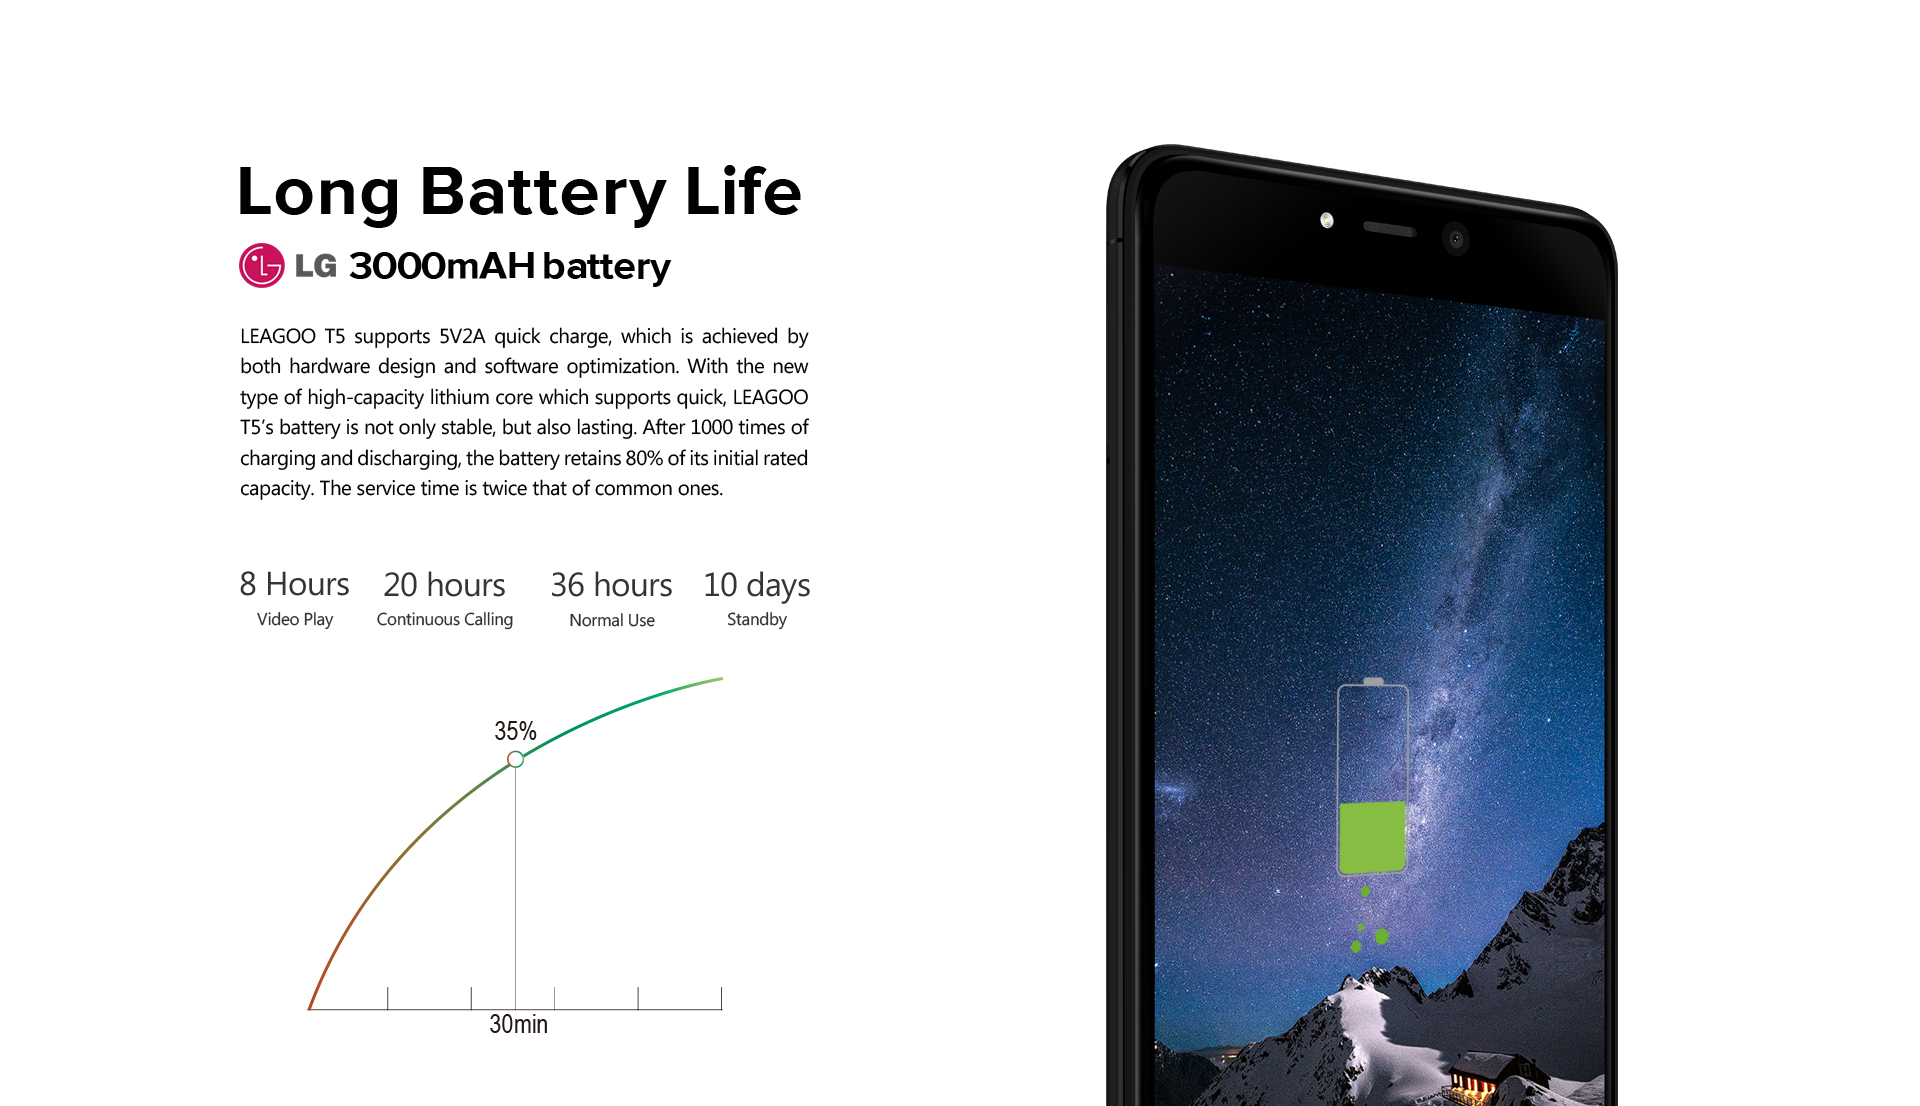 Long Battery Life
LG 3000mAH battery
LEAGOO T5 supports 5V2A quick charge, which is achieved by
both hardware design and software optimization. With the new
type of high-capacity lithium core which supports quick, LEAGOO
T5’s battery is not only stable, but also lasting. After 1000 times of
charging and discharging, the battery retains 80% of its initial rated
capacity. The service time is twice that of common ones.
8 Hours 20 hours 36 hours 10 days
Video Play Continuous Calling Normal Use Standby
35%
30min